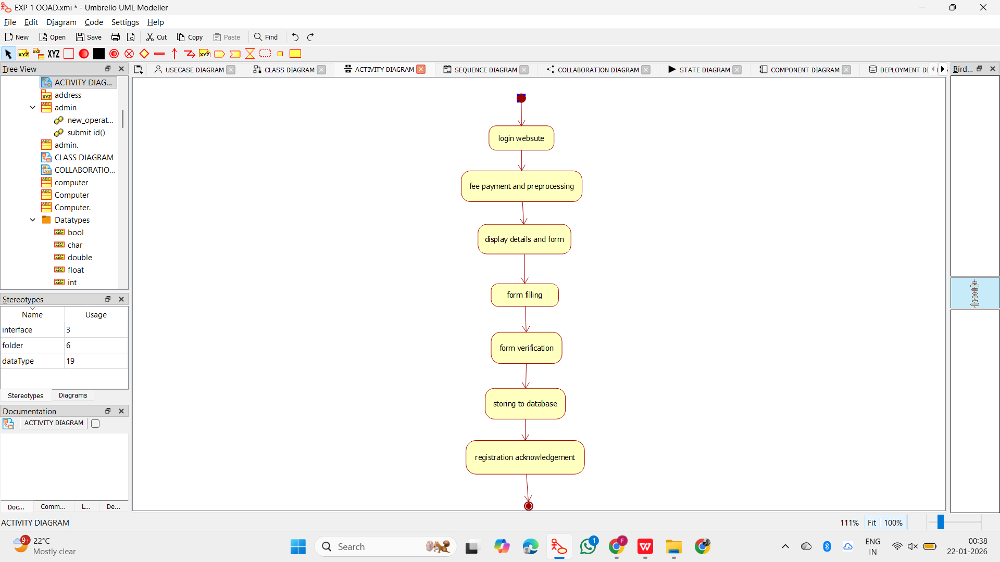 EXP 1 OOAD.xmi * - Umbrello UML Modeller
File Edit Diagram Code Settings Help
New Open Save Cut Copy Paste Find
XYZ XYZ XYZ XYZ
Tree View
USECASE DIAGRAM CLASS DIAGRAM ACTIVITY DIAGRAM SEQUENCE DIAGRAM COLLABORATION DIAGRAM STATE DIAGRAM COMPONENT DIAGRAM DEPLOYMENT DI
Bird...
ACTIVITY DIAG...
address
admin
new_operat...
submit id()
admin.
CLASS DIAGRAM
COLLABORATIO...
computer
Computer
Computer.
Datatypes
bool
char
double
float
int
Stereotypes
Name Usage
interface 3
folder 6
dataType 19
Stereotypes Diagrams
Documentation
ACTIVITY DIAGRAM
Doc... Comm... L... De...
login websute
fee payment and preprocessing
display details and form
form filling
form verification
storing to database
registration acknowledgement
ACTIVITY DIAGRAM
111% Fit 100%
9+ 22°C
Mostly clear
Search
1
F
ENG
IN
00:38
22-01-2026